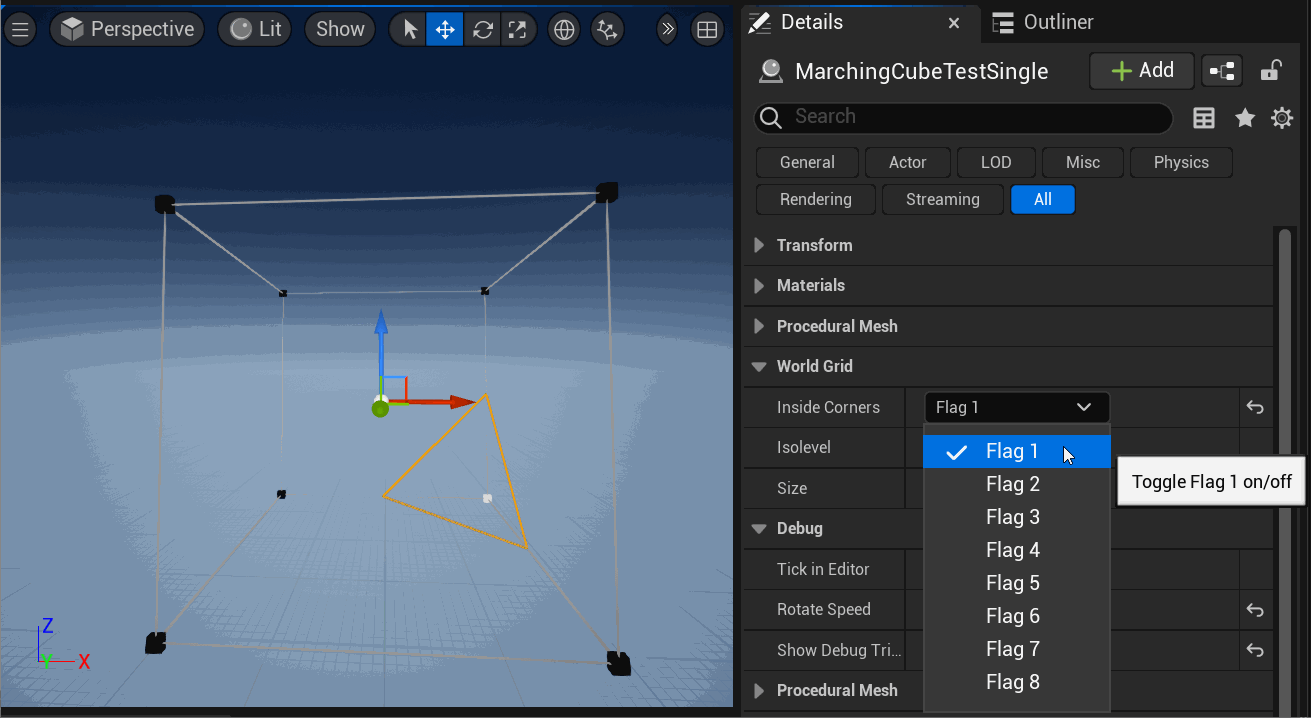 Perspective
Lit
Show
Details
Outliner
MarchingCubeTestSingle
Add
Search
General
Actor
LOD
Misc
Physics
Rendering
Streaming
All
Transform
Materials
Procedural Mesh
World Grid
Inside Corners
Flag 1
Isolevel
Size
Debug
Tick in Editor
Rotate Speed
Show Debug Tri...
Procedural Mesh
Flag 1
Flag 2
Flag 3
Flag 4
Flag 5
Flag 6
Flag 7
Flag 8
Toggle Flag 1 on/off
Z
Y
X